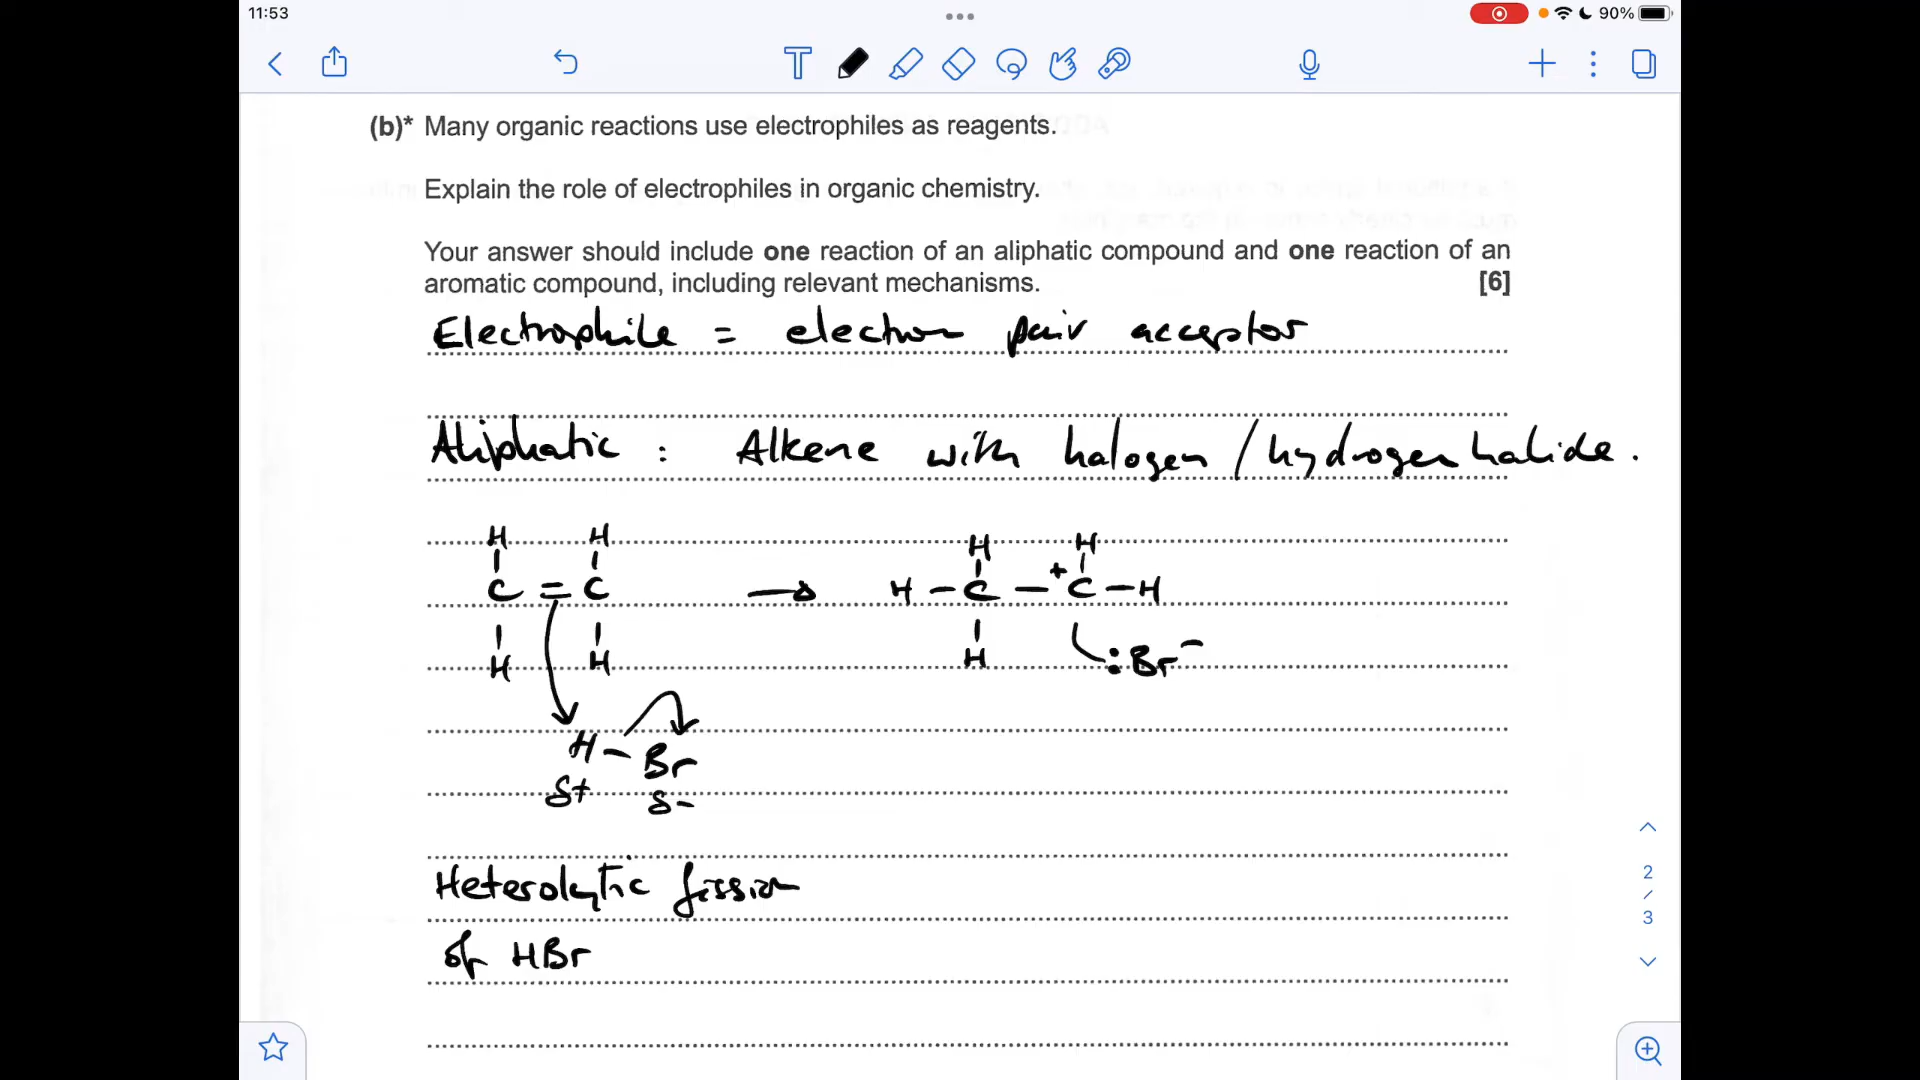 11:53
90%
(b)* Many organic reactions use electrophiles as reagents.
Explain the role of electrophiles in organic chemistry.
Your answer should include one reaction of an aliphatic compound and one reaction of an
aromatic compound, including relevant mechanisms. [6]
Electrophile = electron pair acceptor
Aliphatic : Alkene with halogen / hydrogen halide.
H H H H
C = C → H - C - +C - H
H H H :Br-
H - Br
δ+ δ-
Heterolytic fission
of HBr
2
/
3